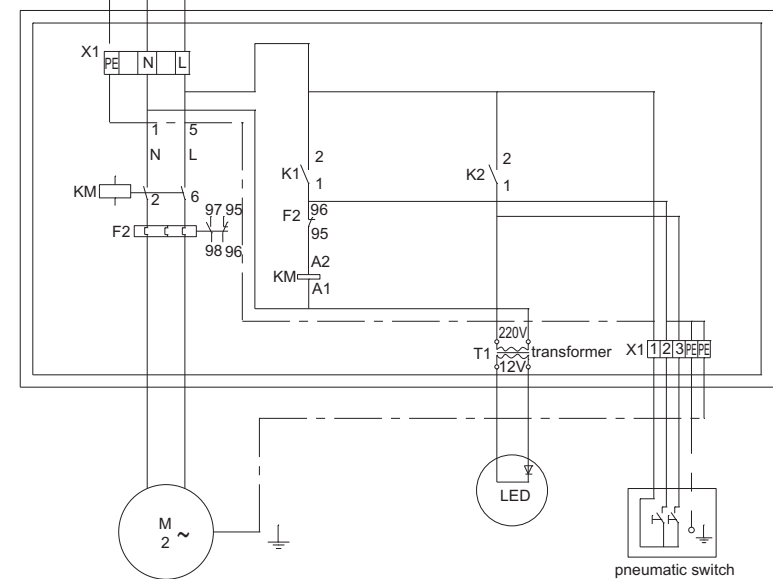 X1
PE N L
1 5
N L
KM
2 6
F2
97 95
98 96
K1
2
1
F2
96
95
KM
A2
A1
K2
2
1
220V
T1
transformer
12V
X1
1 2 3 PE PE
M
2 ~
LED
pneumatic switch